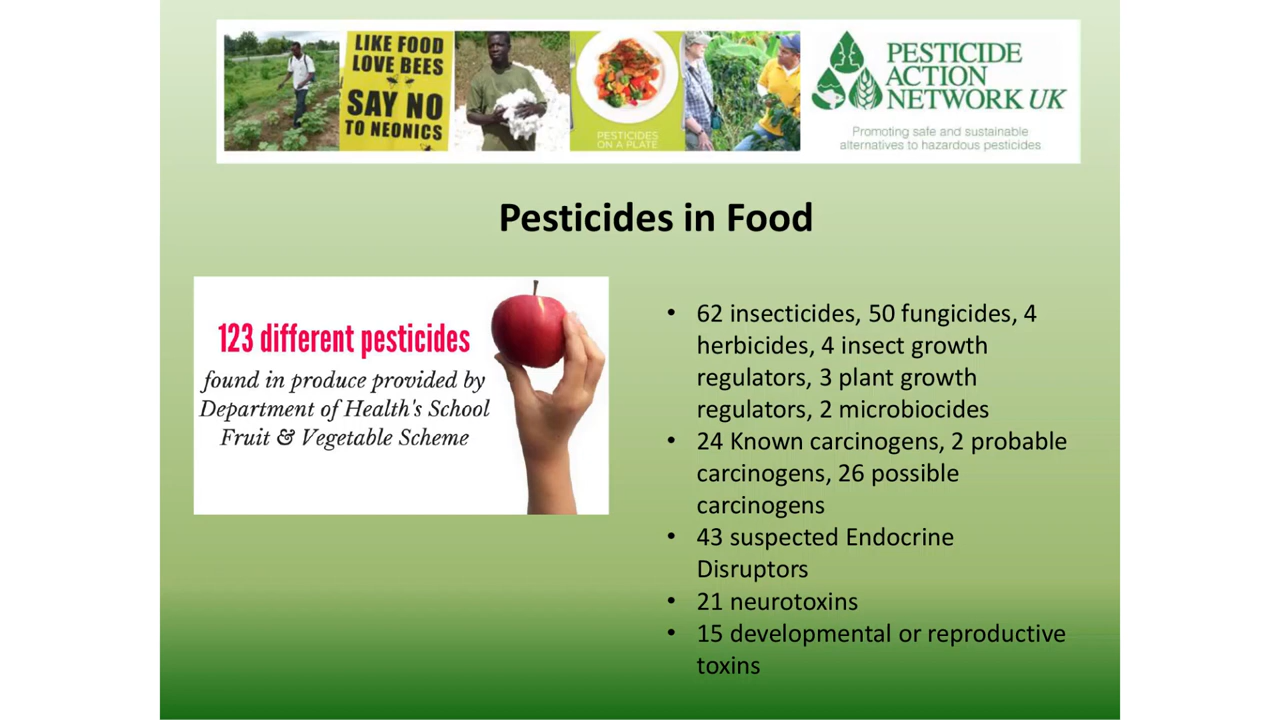 LIKE FOOD
LOVE BEES
SAY NO
TO NEONICS
PESTICIDES
ON A PLATE
PESTICIDE
ACTION
NETWORK UK
Promoting safe and sustainable
alternatives to hazardous pesticides
Pesticides in Food
123 different pesticides
found in produce provided by
Department of Health's School
Fruit & Vegetable Scheme
• 62 insecticides, 50 fungicides, 4
herbicides, 4 insect growth
regulators, 3 plant growth
regulators, 2 microbiocides
• 24 Known carcinogens, 2 probable
carcinogens, 26 possible
carcinogens
• 43 suspected Endocrine
Disruptors
• 21 neurotoxins
• 15 developmental or reproductive
toxins